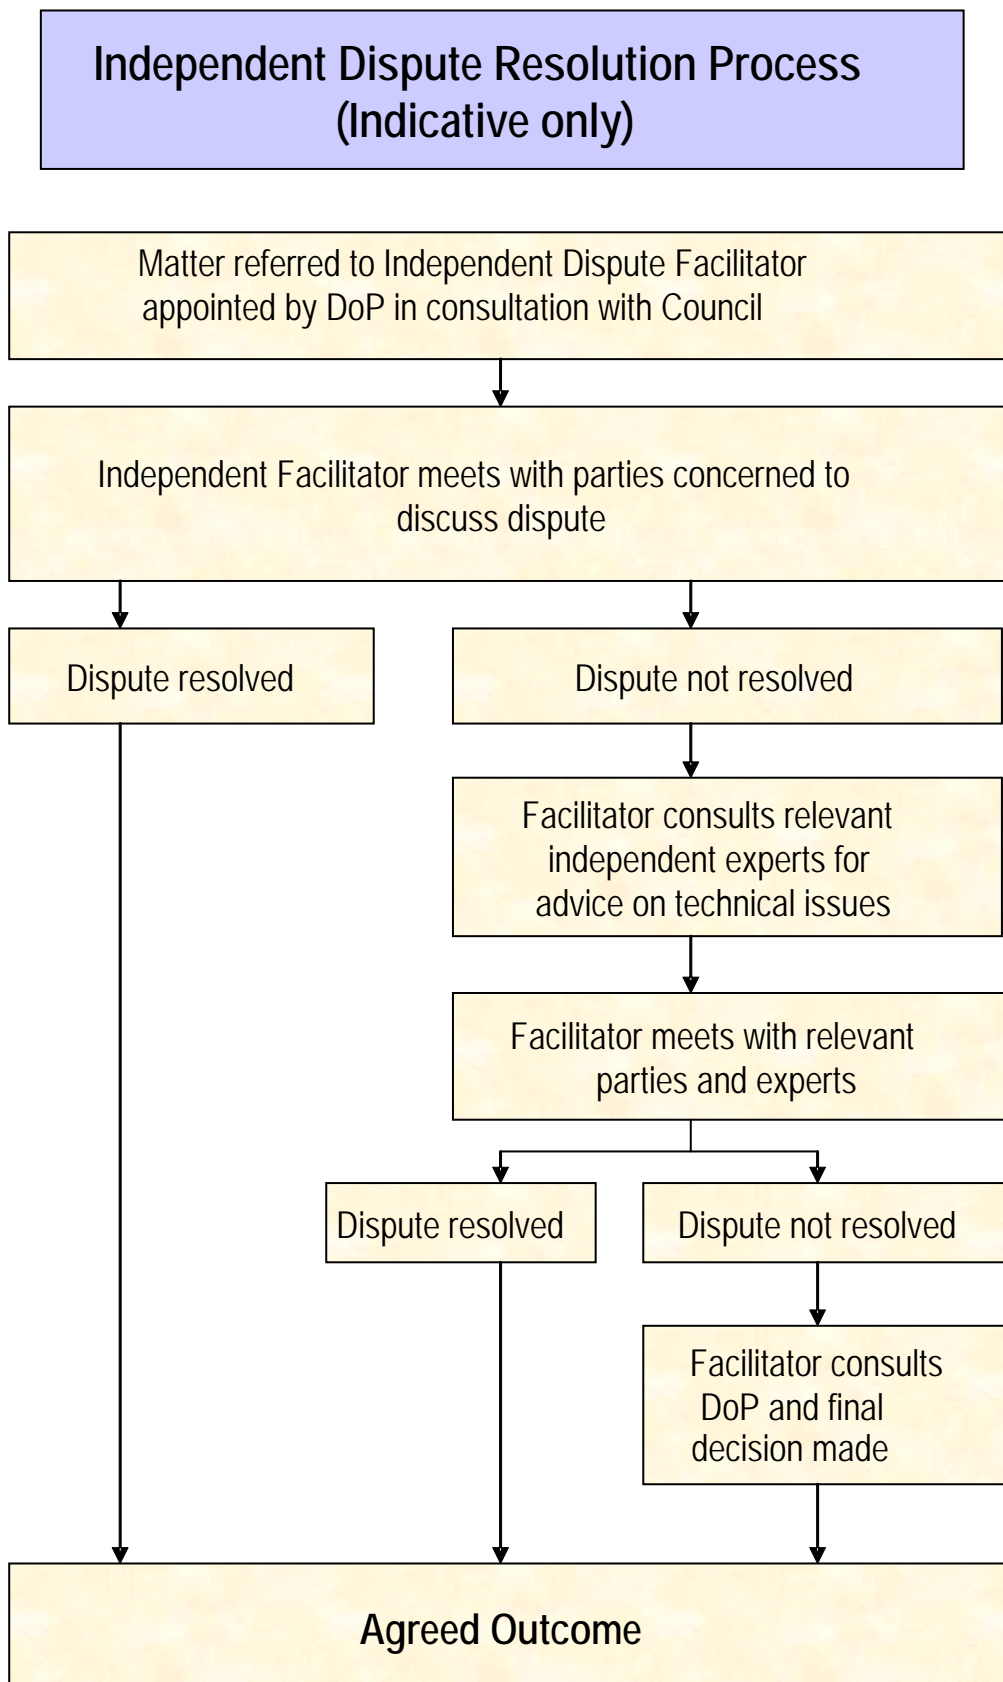 Independent Dispute Resolution Process
(Indicative only)
Matter referred to Independent Dispute Facilitator
appointed by DoP in consultation with Council
Independent Facilitator meets with parties concerned to
discuss dispute
Dispute resolved
Dispute not resolved
Facilitator consults relevant
independent experts for
advice on technical issues
Facilitator meets with relevant
parties and experts
Dispute resolved
Dispute not resolved
Facilitator consults
DoP and final
decision made
Agreed Outcome